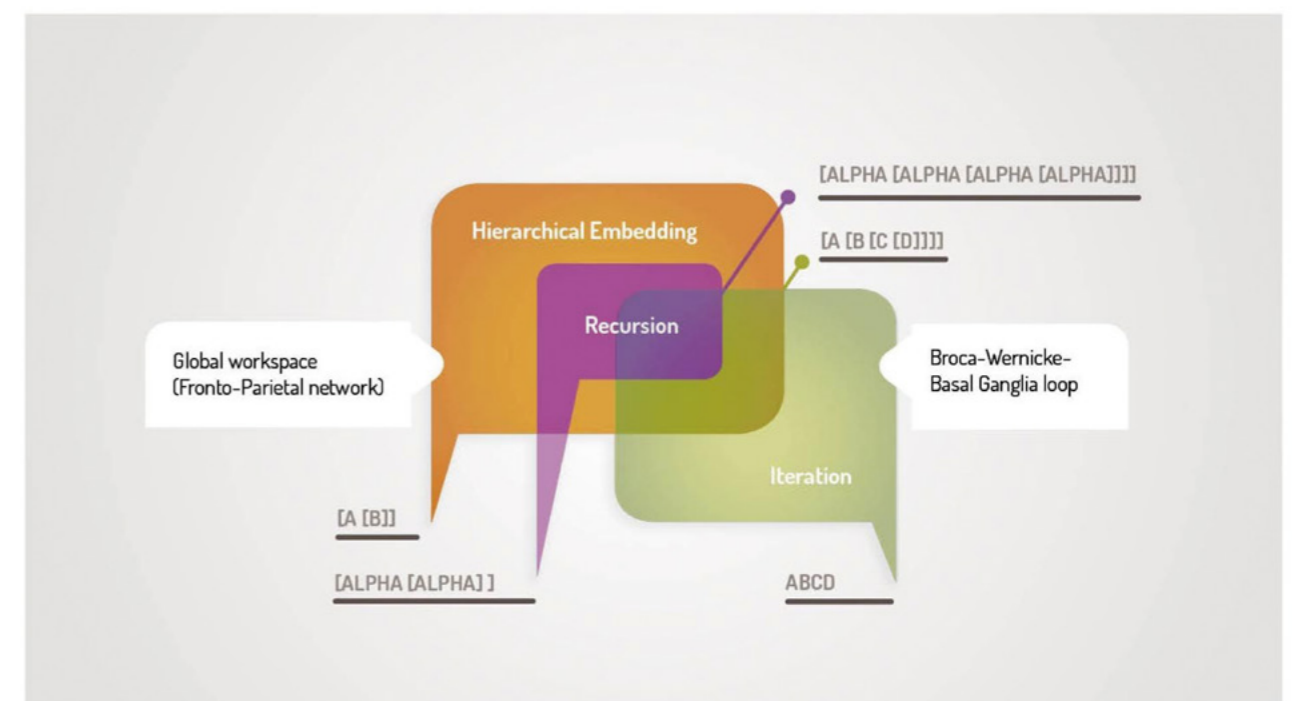 [ALPHA [ALPHA [ALPHA [ALPHA]]]]
Hierarchical Embedding
[A [B [C [D]]]]
Recursion
Global workspace
(Fronto-Parietal network)
Broca-Wernicke-
Basal Ganglia loop
Iteration
[A [B]]
[ALPHA [ALPHA] ]
ABCD